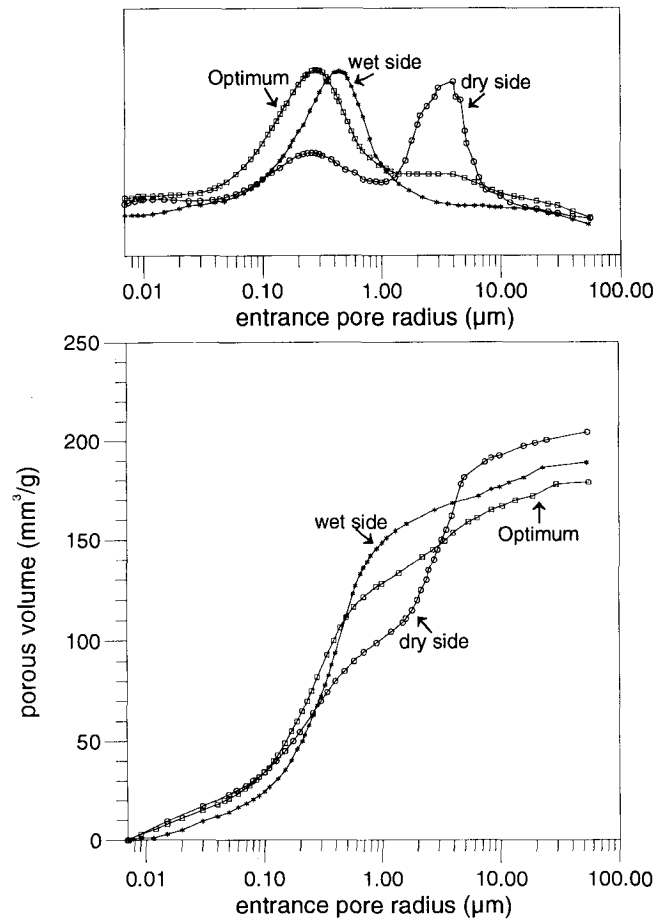 Optimum
wet side
dry side
0.01 0.10 1.00 10.00 100.00
entrance pore radius (µm)
250
200
150
100
50
0
porous volume (mm³/g)
wet side
Optimum
dry side
0.01 0.10 1.00 10.00 100.00
entrance pore radius (µm)